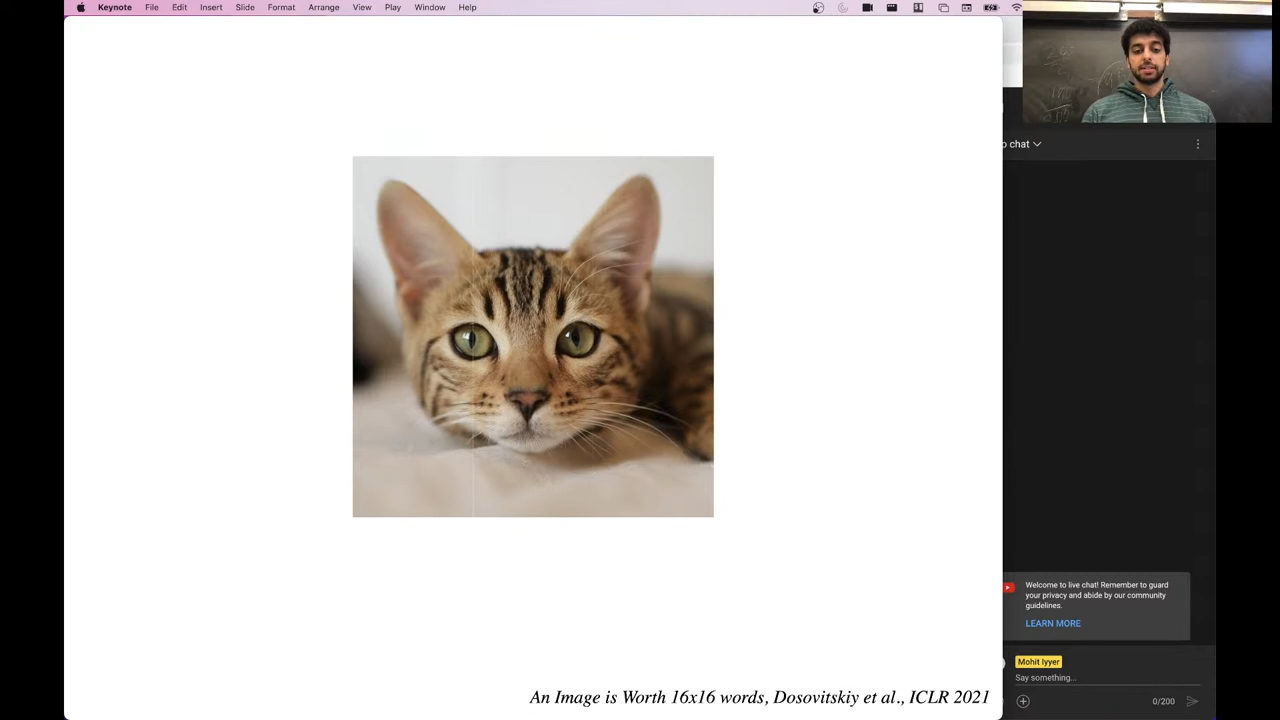 Keynote File Edit Insert Slide Format Arrange View Play Window Help
chat
Welcome to live chat! Remember to guard
your privacy and abide by our community
guidelines.
LEARN MORE
Mohit Iyyer
Say something...
0/200
An Image is Worth 16x16 words, Dosovitskiy et al., ICLR 2021